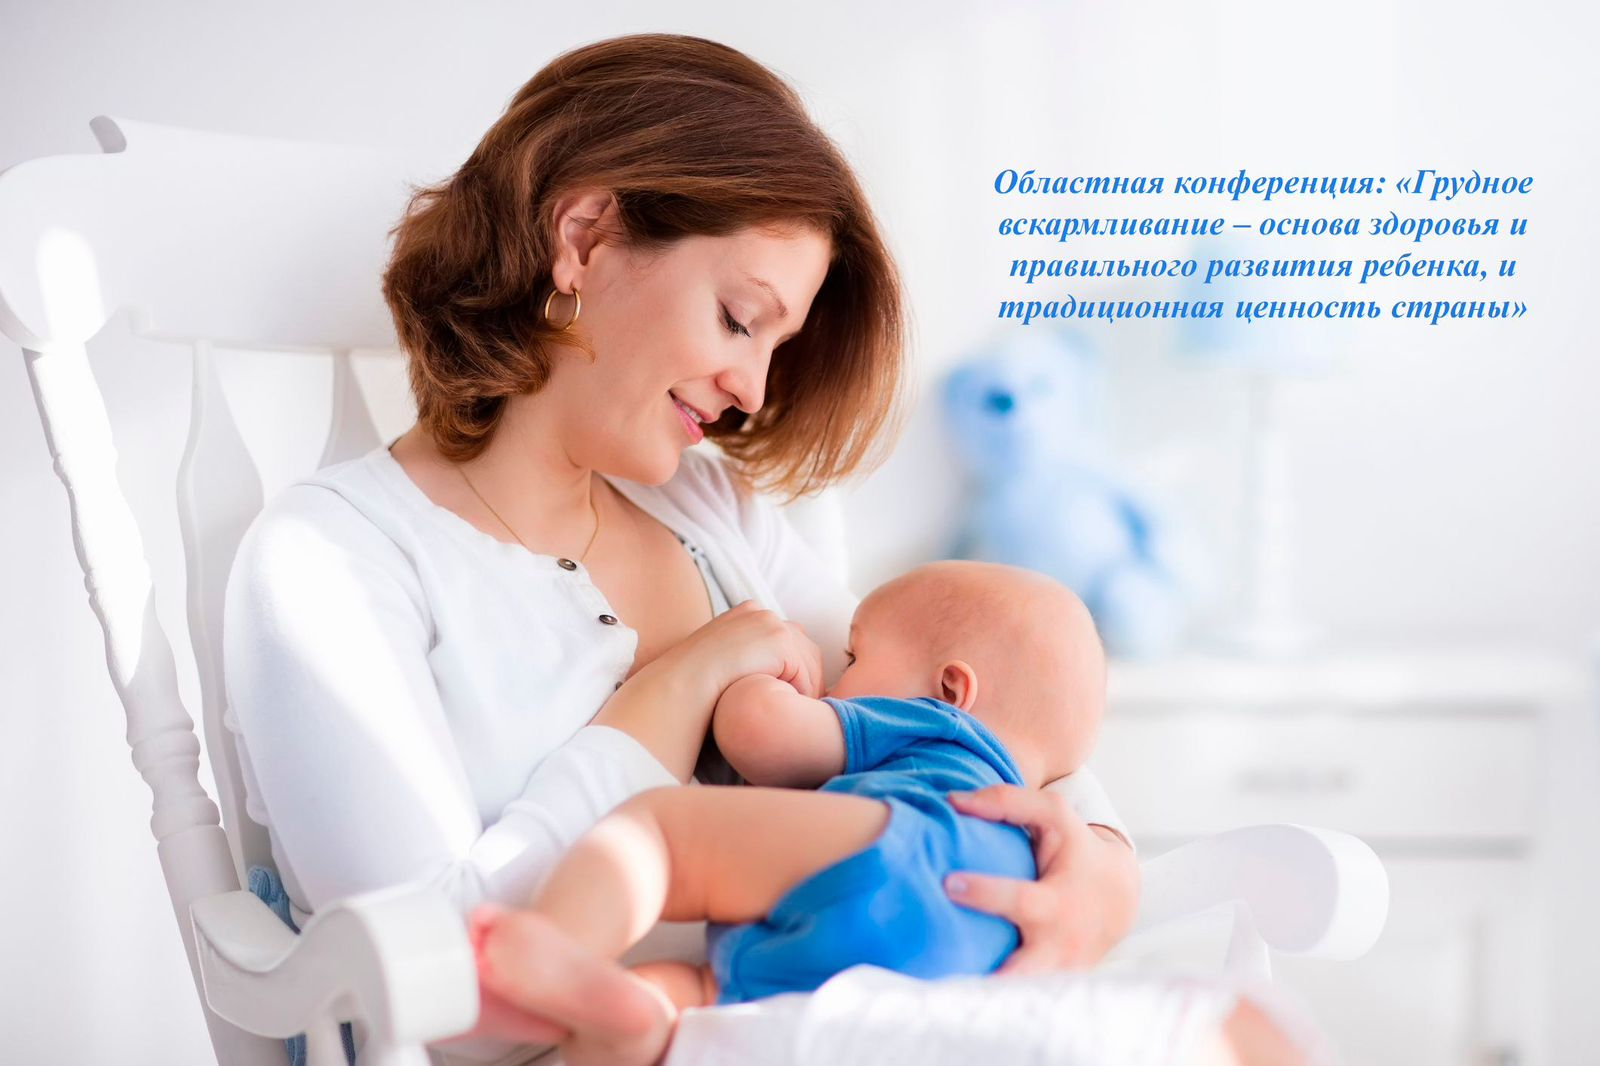 Областная конференция: «Грудное
вскармливание – основа здоровья и
правильного развития ребенка, и
традиционная ценность страны»